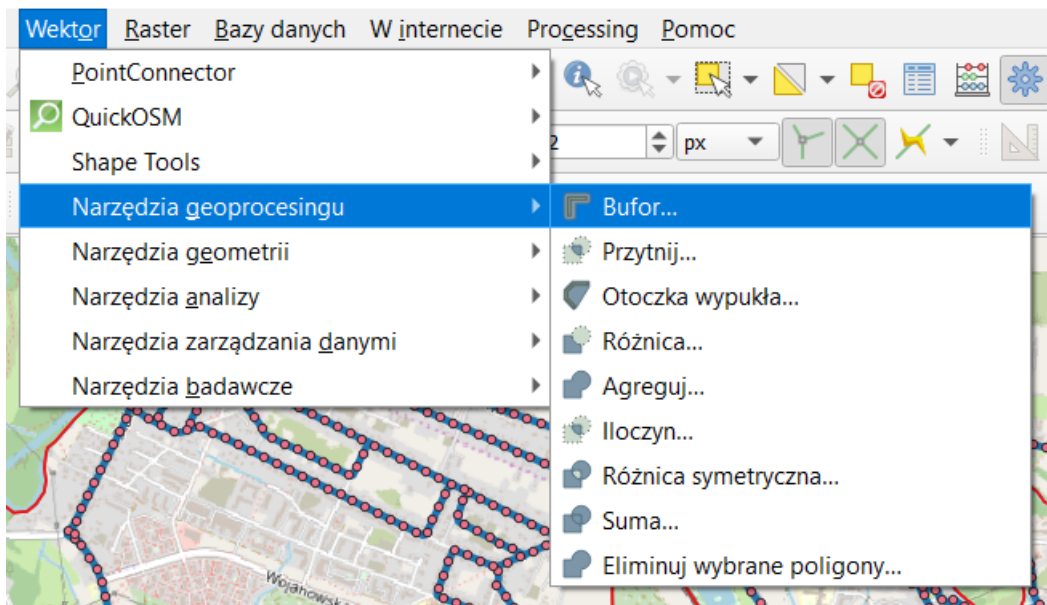 Wektor Raster Bazy danych W internecie Processing Pomoc
PointConnector
QuickOSM
Shape Tools
2 px
Narzędzia geoprocesingu
Narzędzia geometrii
Narzędzia analizy
Narzędzia zarządzania danymi
Narzędzia badawcze
Bufor...
Przytnij...
Otoczka wypukła...
Różnica...
Agreguj...
Iloczyn...
Różnica symetryczna...
Suma...
Eliminuj wybrane poligony...